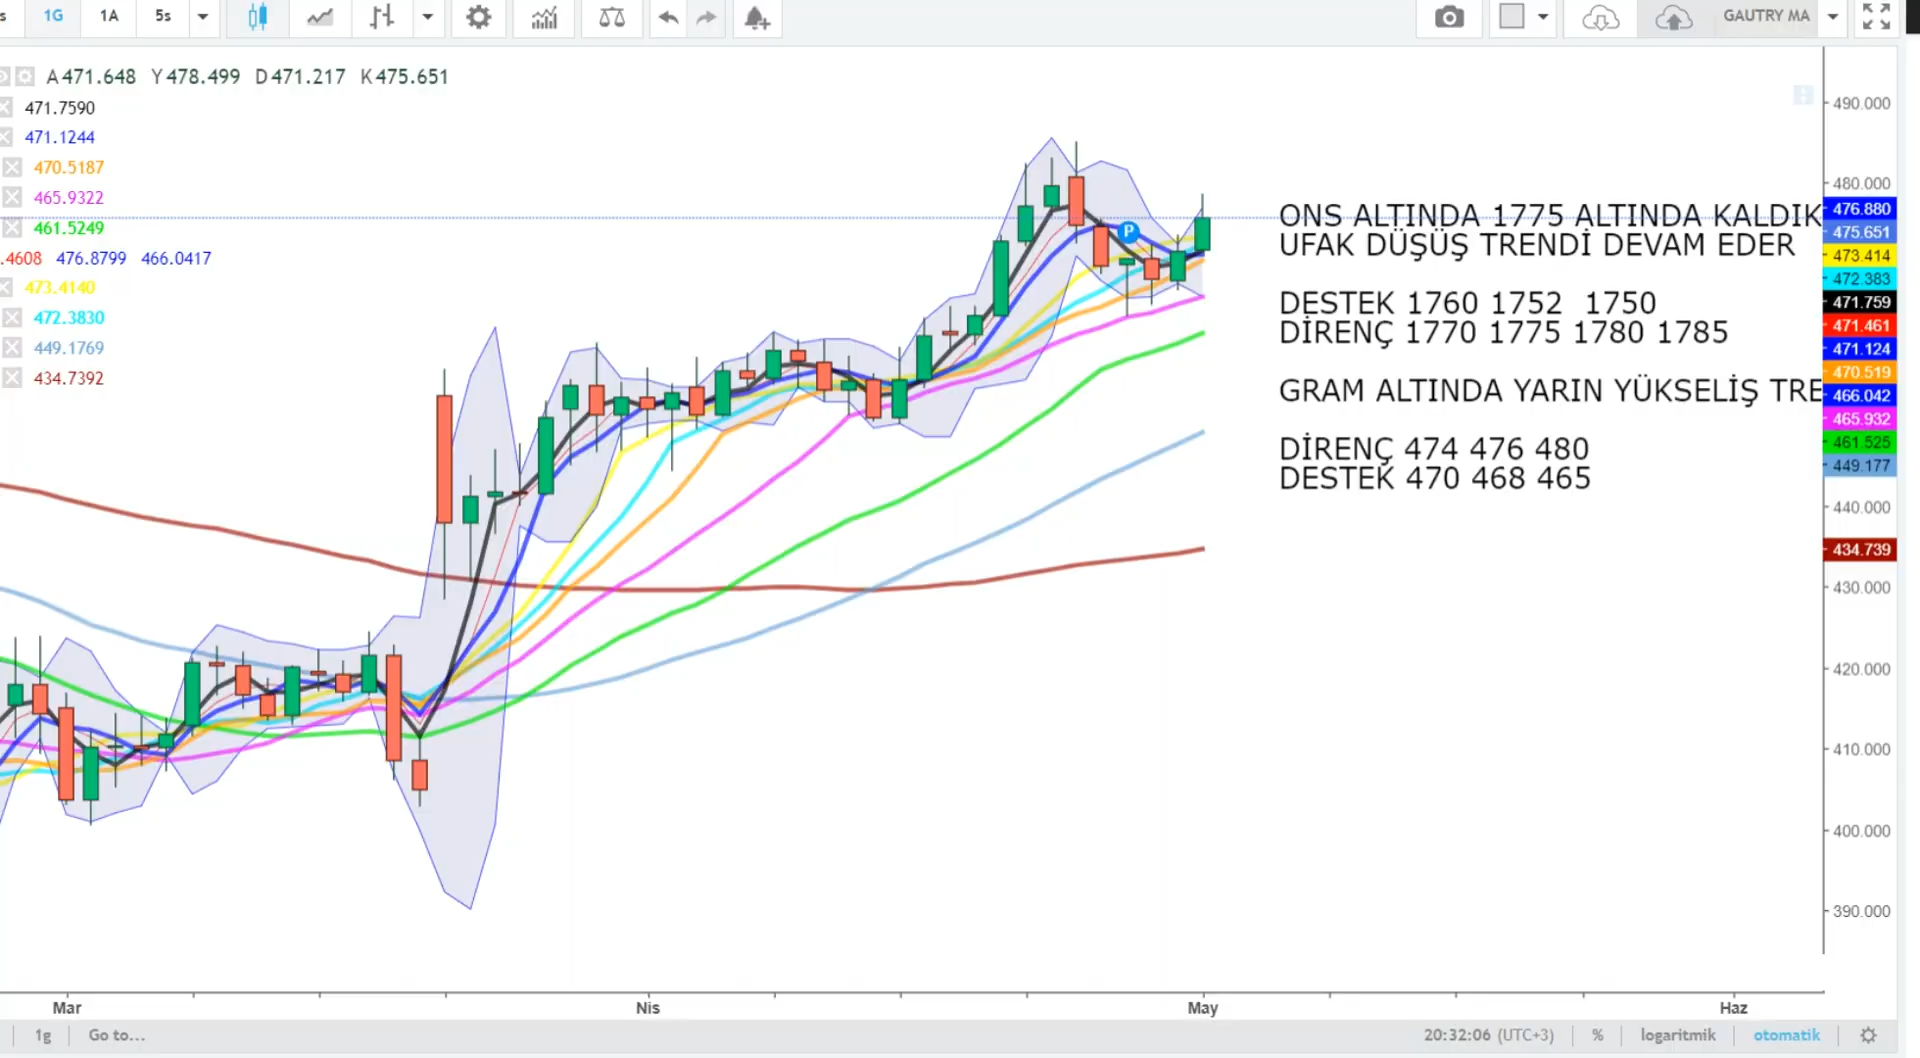 s 1G 1A 5s GAUTRY MA
A471.648 Y478.499 D471.217 K475.651
471.7590
471.1244
470.5187
465.9322
461.5249
.4608 476.8799 466.0417
473.4140
472.3830
449.1769
434.7392
P
ONS ALTINDA 1775 ALTINDA KALDIK
UFAK DÜŞÜŞ TRENDİ DEVAM EDER
DESTEK 1760 1752 1750
DİRENÇ 1770 1775 1780 1785
GRAM ALTINDA YARIN YÜKSELİŞ TRE
DİRENÇ 474 476 480
DESTEK 470 468 465
490.000
480.000
476.880
475.651
473.414
472.383
471.759
471.461
471.124
470.519
466.042
465.932
461.525
449.177
440.000
434.739
430.000
420.000
410.000
400.000
390.000
Mar Nis May Haz
1g Go to... 20:32:06 (UTC+3) % logaritmik otomatik